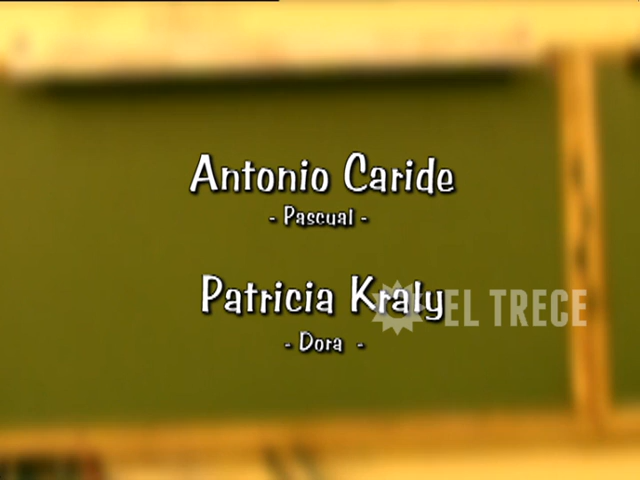 Antonio Caride
- Pascual -
Patricia Kraly
- Dora -
EL TRECE